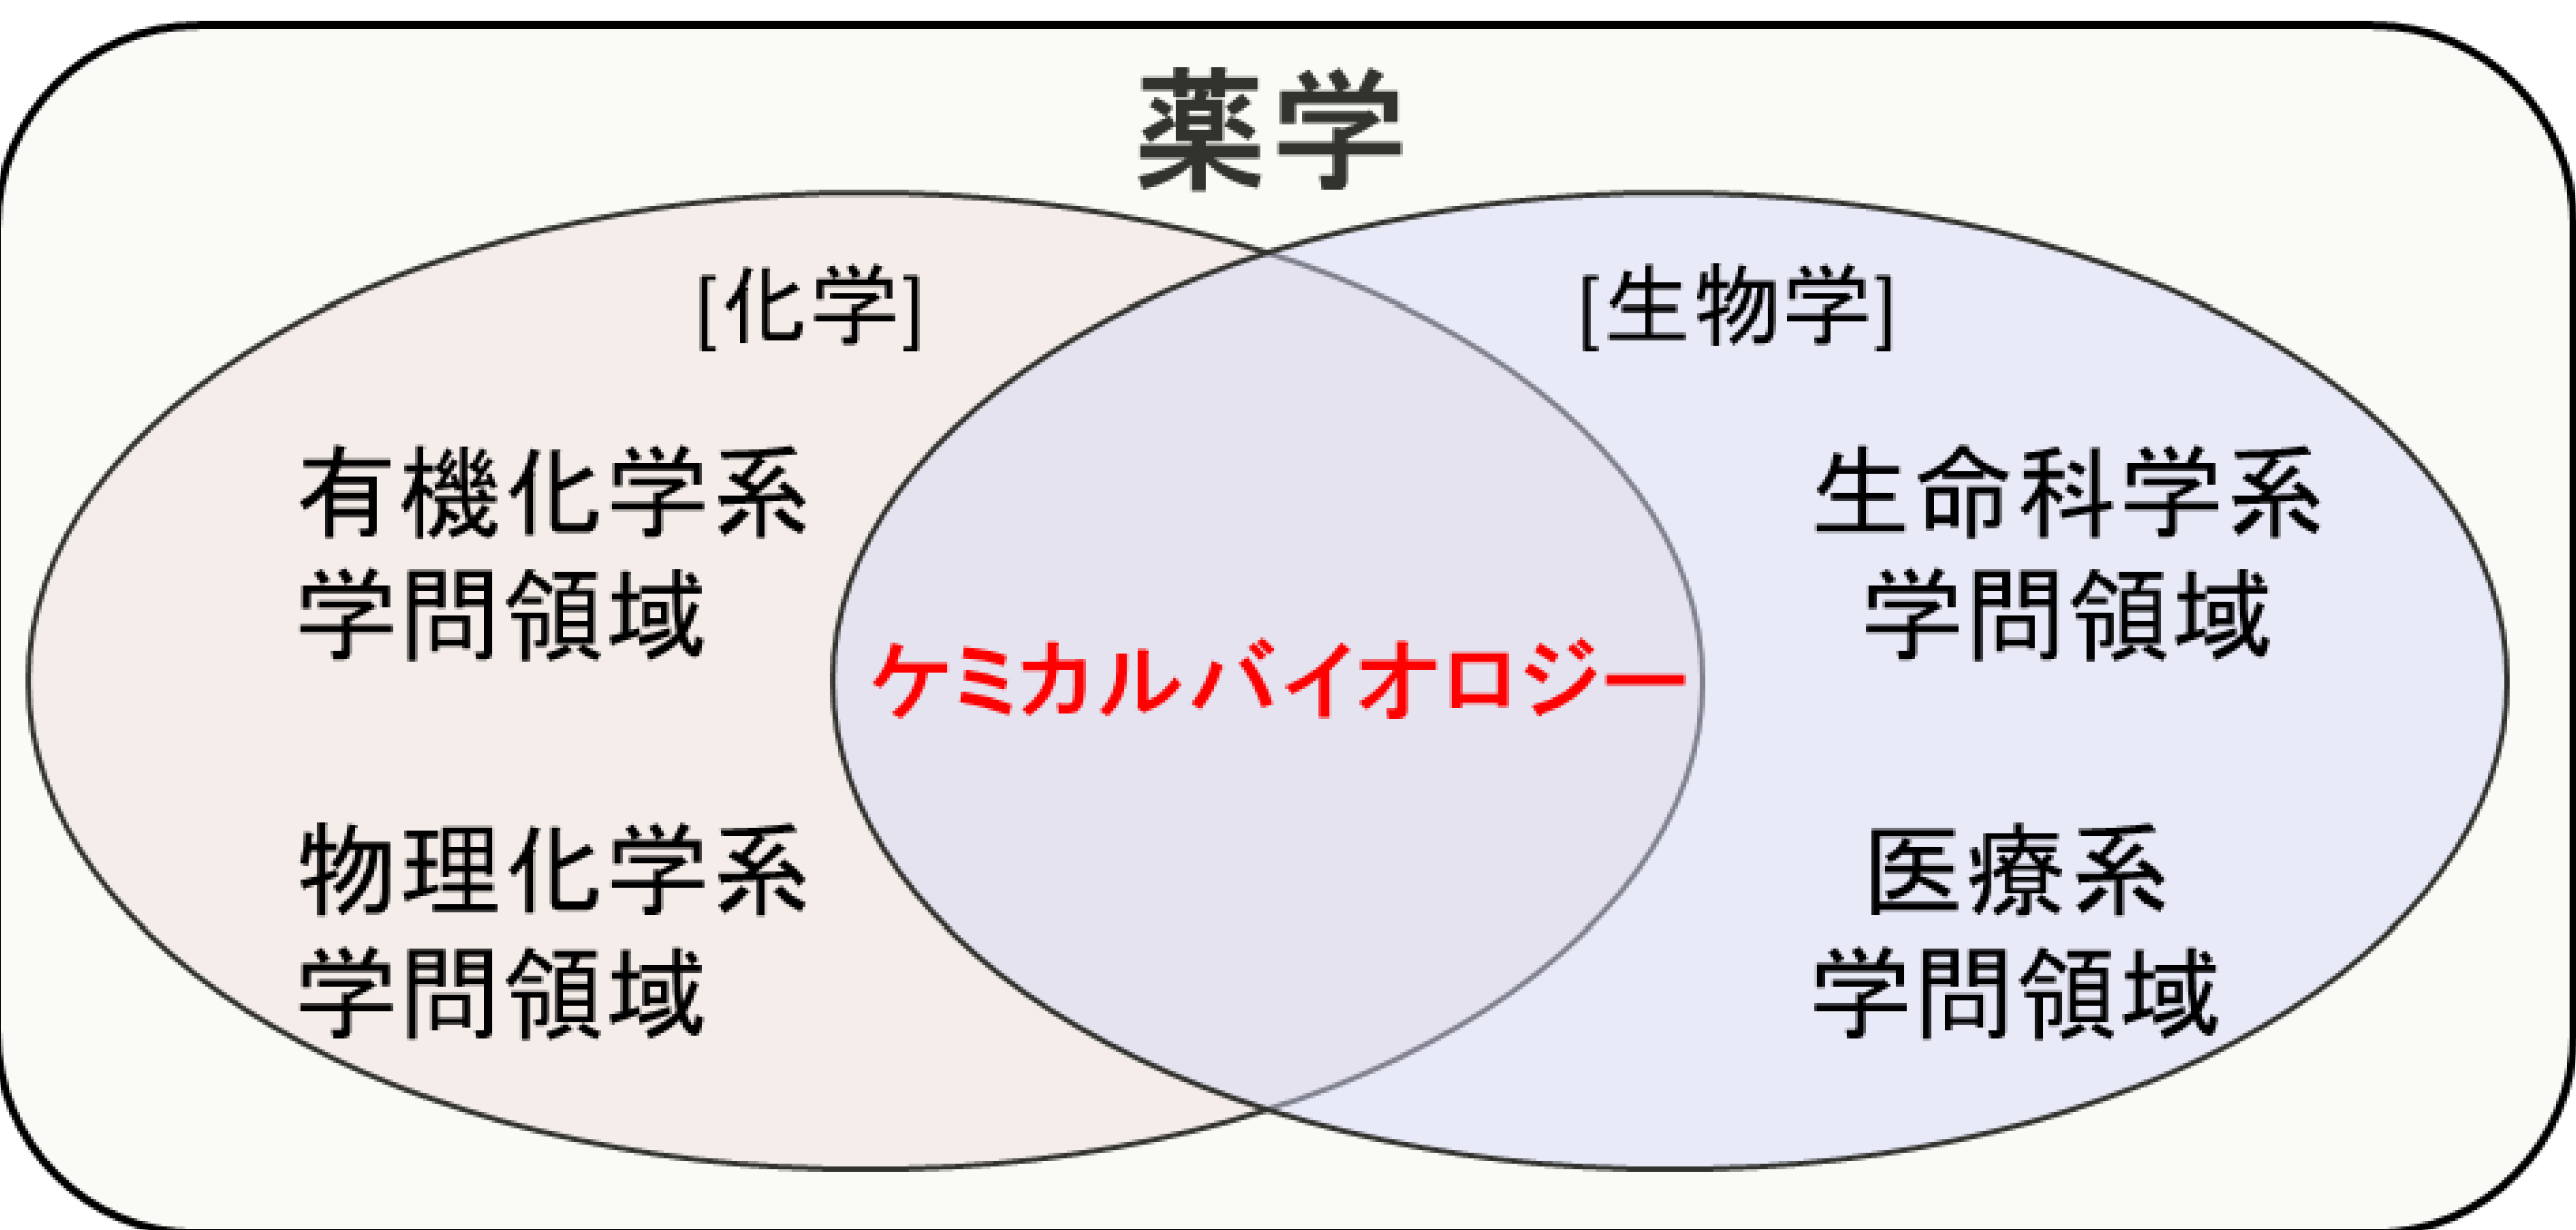 薬学
[化学]
有機化学系
学問領域
物理化学系
学問領域
ケミカルバイオロジー
[生物学]
生命科学系
学問領域
医療系
学問領域